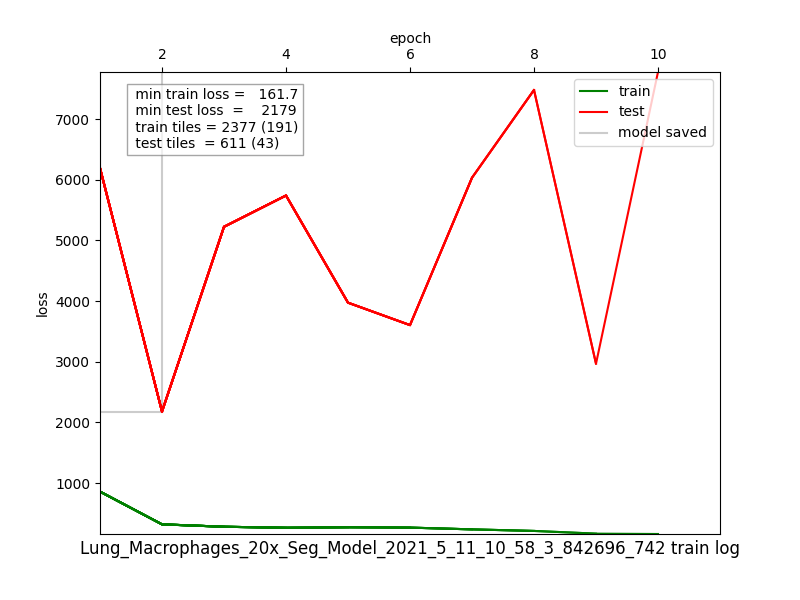 epoch
2 4 6 8 10
min train loss = 161.7
min test loss = 2179
train tiles = 2377 (191)
test tiles = 611 (43)
train
test
model saved
7000
6000
5000
4000
3000
2000
1000
loss
Lung_Macrophages_20x_Seg_Model_2021_5_11_10_58_3_842696_742 train log